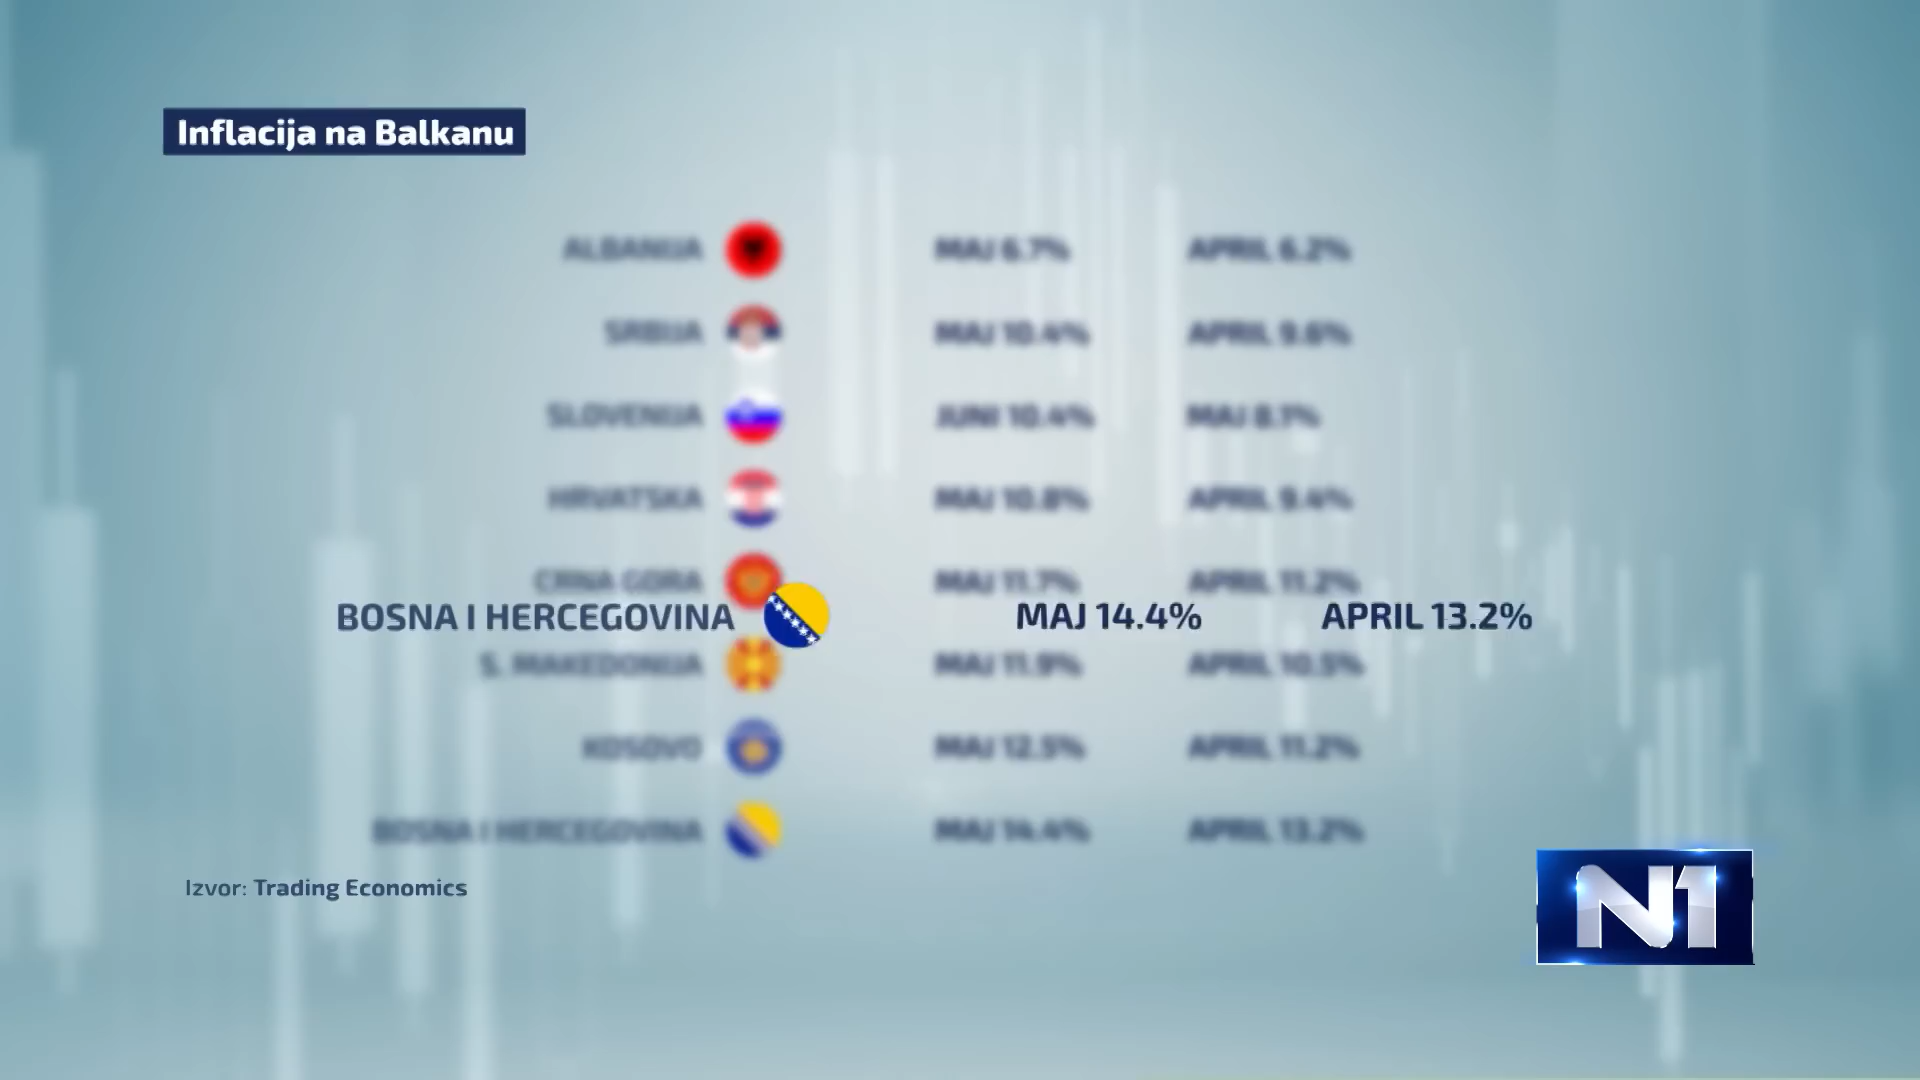 Inflacija na Balkanu
ALBANIJA MAJ 6.7% APRIL 6.2%
SRBIJA MAJ 10.4% APRIL 9.6%
SLOVENIJA JUNI 10.4% MAJ 8.1%
HRVATSKA MAJ 10.8% APRIL 9.4%
CRNA GORA MAJ 11.7% APRIL 11.2%
BOSNA I HERCEGOVINA MAJ 14.4% APRIL 13.2%
S. MAKEDONIJA MAJ 11.9% APRIL 10.5%
KOSOVO MAJ 12.5% APRIL 11.2%
BOSNA I HERCEGOVINA MAJ 14.4% APRIL 13.2%
Izvor: Trading Economics
N1